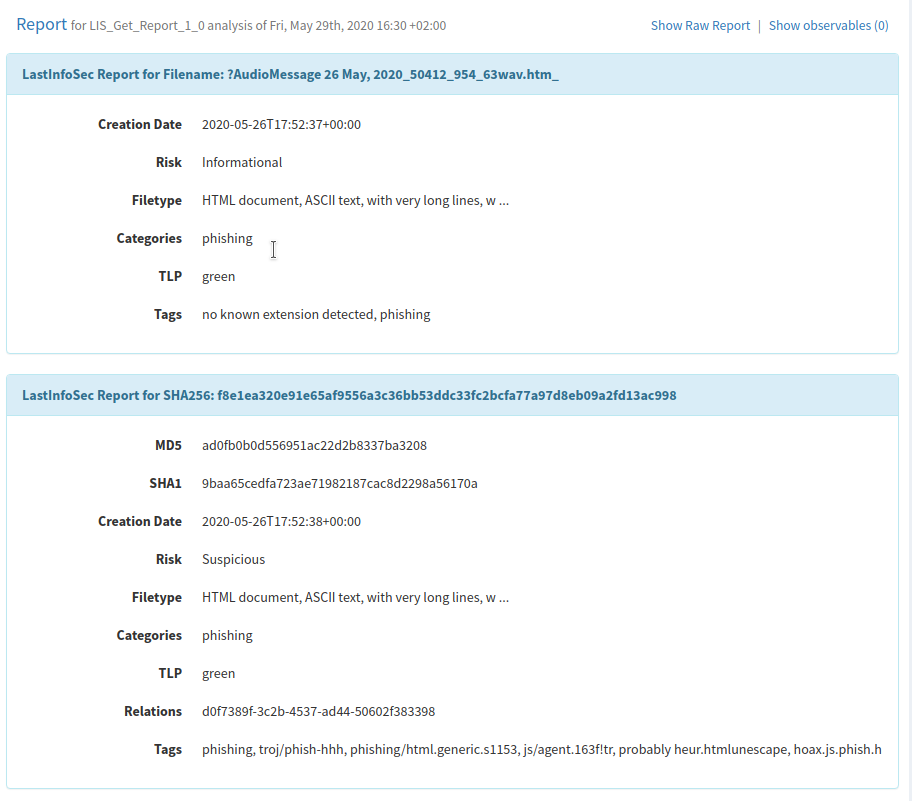 Report for LIS_Get_Report_1_0 analysis of Fri, May 29th, 2020 16:30 +02:00 Show Raw Report | Show observables (0)
LastInfoSec Report for Filename: ?AudioMessage 26 May, 2020_50412_954_63wav.htm_
Creation Date 2020-05-26T17:52:37+00:00
Risk Informational
Filetype HTML document, ASCII text, with very long lines, w ...
Categories phishing
TLP green
Tags no known extension detected, phishing
LastInfoSec Report for SHA256: f8e1ea320e91e65af9556a3c36bb53ddc33fc2bcfa77a97d8eb09a2fd13ac998
MD5 ad0fb0b0d556951ac22d2b8337ba3208
SHA1 9baa65cedfa723ae71982187cac8d2298a56170a
Creation Date 2020-05-26T17:52:38+00:00
Risk Suspicious
Filetype HTML document, ASCII text, with very long lines, w ...
Categories phishing
TLP green
Relations d0f7389f-3c2b-4537-ad44-50602f383398
Tags phishing, troj/phish-hhh, phishing/html.generic.s1153, js/agent.163f!tr, probably heur.htmlunescape, hoax.js.phish.h